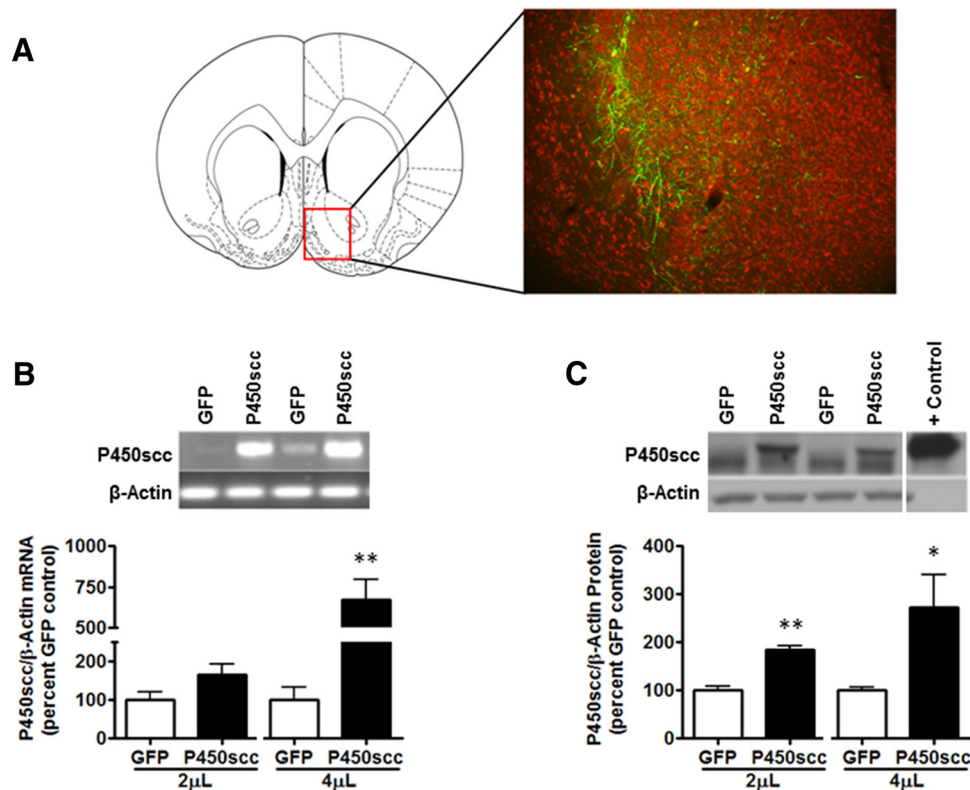 A
B
GFP
P450scc
GFP
P450scc
P450scc
β-Actin
P450scc/β-Actin mRNA
(percent GFP control)
1000
750
500
200
100
0
**
GFP P450scc GFP P450scc
2μL 4μL
C
GFP
P450scc
GFP
P450scc
+ Control
P450scc
β-Actin
P450scc/β-Actin Protein
(percent GFP control)
400
300
200
100
0
**
*
GFP P450scc GFP P450scc
2μL 4μL